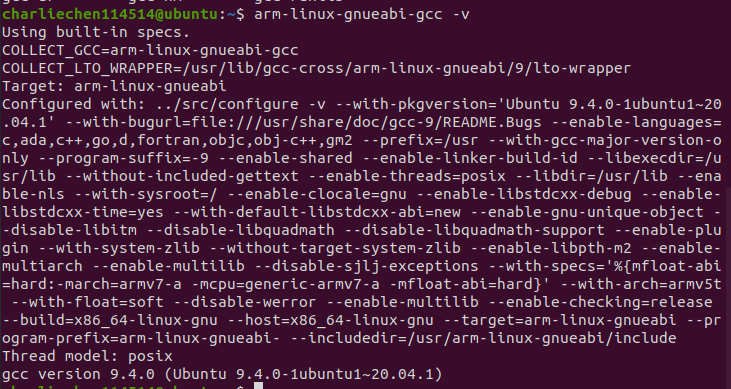 charliechen114514@ubuntu:~$ arm-linux-gnueabi-gcc -v
Using built-in specs.
COLLECT_GCC=arm-linux-gnueabi-gcc
COLLECT_LTO_WRAPPER=/usr/lib/gcc-cross/arm-linux-gnueabi/9/lto-wrapper
Target: arm-linux-gnueabi
Configured with: ../src/configure -v --with-pkgversion='Ubuntu 9.4.0-1ubuntu1~20
.04.1' --with-bugurl=file:///usr/share/doc/gcc-9/README.Bugs --enable-languages=
c,ada,c++,go,d,fortran,objc,obj-c++,gm2 --prefix=/usr --with-gcc-major-version-o
nly --program-suffix=-9 --enable-shared --enable-linker-build-id --libexecdir=/u
sr/lib --without-included-gettext --enable-threads=posix --libdir=/usr/lib --ena
ble-nls --with-sysroot=/ --enable-clocale=gnu --enable-libstdcxx-debug --enable-
libstdcxx-time=yes --with-default-libstdcxx-abi=new --enable-gnu-unique-object -
-disable-libitm --disable-libquadmath --disable-libquadmath-support --enable-plu
gin --with-system-zlib --without-target-system-zlib --enable-libpth-m2 --enable-
multiarch --enable-multilib --disable-sjlj-exceptions --with-specs='%{mfloat-abi
=hard:-march=armv7-a -mcpu=generic-armv7-a -mfloat-abi=hard}' --with-arch=armv5t
 --with-float=soft --disable-werror --enable-multilib --enable-checking=release 
--build=x86_64-linux-gnu --host=x86_64-linux-gnu --target=arm-linux-gnueabi --pr
ogram-prefix=arm-linux-gnueabi- --includedir=/usr/arm-linux-gnueabi/include
Thread model: posix
gcc version 9.4.0 (Ubuntu 9.4.0-1ubuntu1~20.04.1)